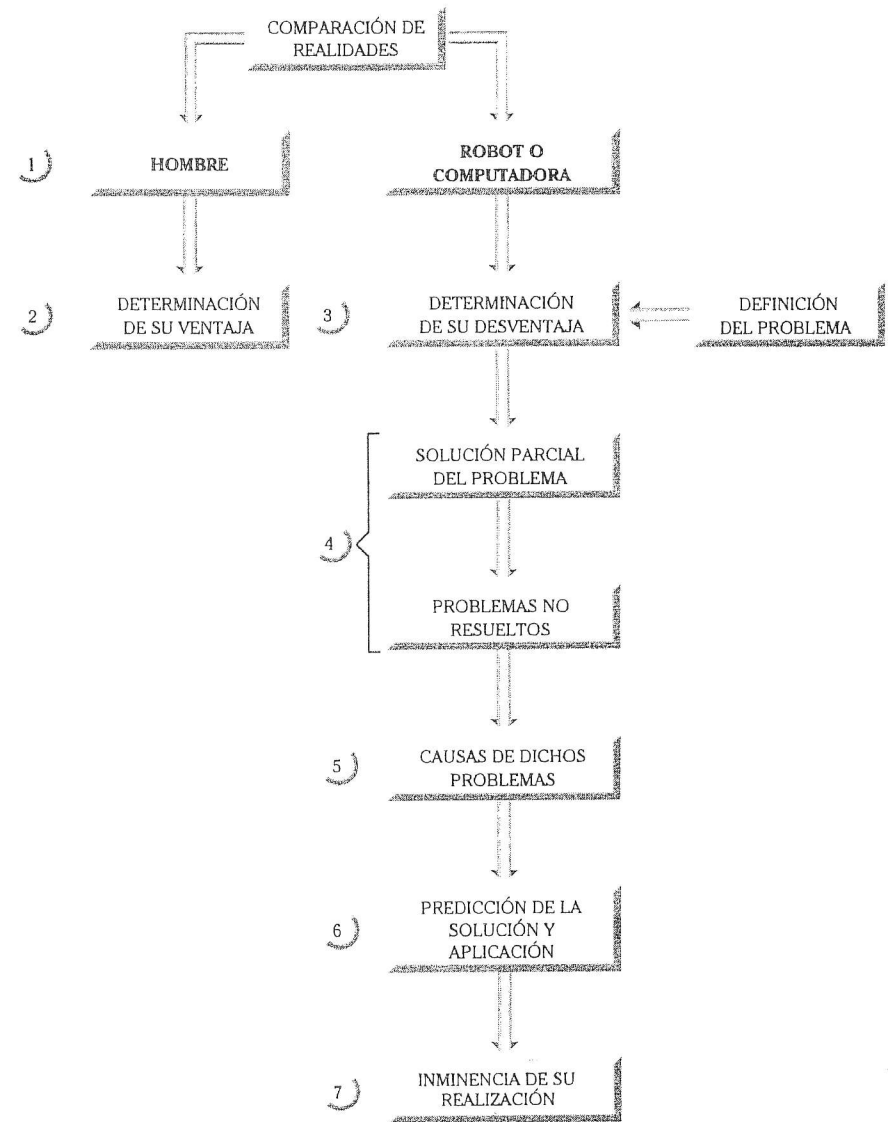 COMPARACIÓN DE
REALIDADES
1
HOMBRE
ROBOT O
COMPUTADORA
2
DETERMINACIÓN
DE SU VENTAJA
3
DETERMINACIÓN
DE SU DESVENTAJA
DEFINICIÓN
DEL PROBLEMA
SOLUCIÓN PARCIAL
DEL PROBLEMA
4
PROBLEMAS NO
RESUELTOS
5
CAUSAS DE DICHOS
PROBLEMAS
6
PREDICCIÓN DE LA
SOLUCIÓN Y
APLICACIÓN
7
INMINENCIA DE SU
REALIZACIÓN